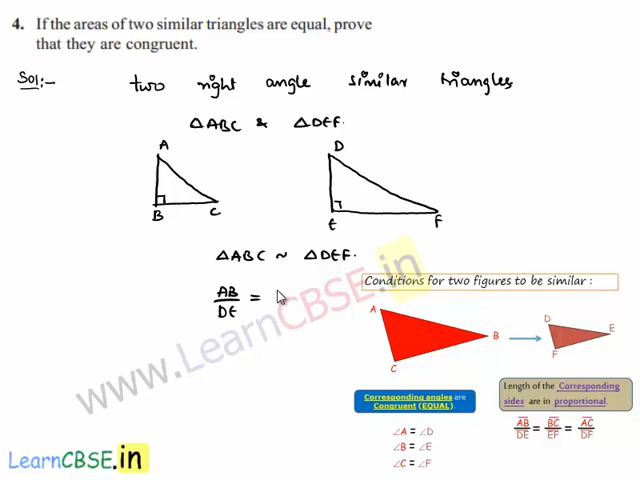 4. If the areas of two similar triangles are equal, prove
that they are congruent.
Sol:- two right angle similar triangles
△ABC & △DEF.
A
B
C
D
E
F
△ABC ~ △DEF.
AB/DE =
Conditions for two figures to be similar :
A
B
C
D
E
F
Corresponding angles are
Congruent (EQUAL).
∠A = ∠D
∠B = ∠E
∠C = ∠F
Length of the Corresponding
sides are in proportional.
AB/DE = BC/EF = AC/DF
www.LearnCBSE.in
LearnCBSE.in